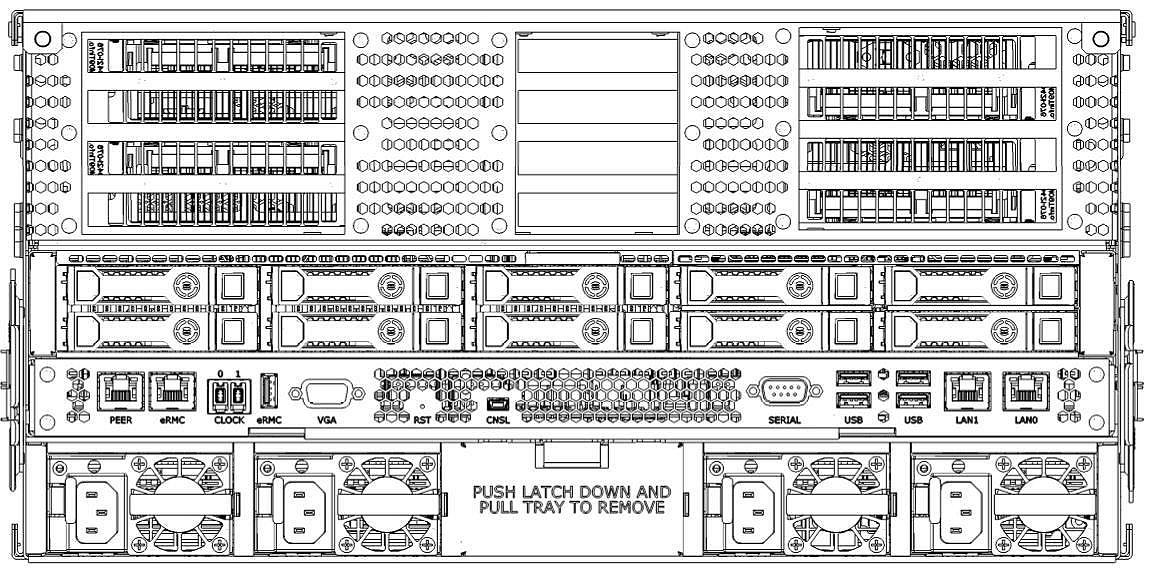 0 1
PEER
eRMC
CLOCK
eRMC
VGA
RST
CNSL
SERIAL
USB
USB
LAN1
LAN0
PUSH LATCH DOWN AND
PULL TRAY TO REMOVE